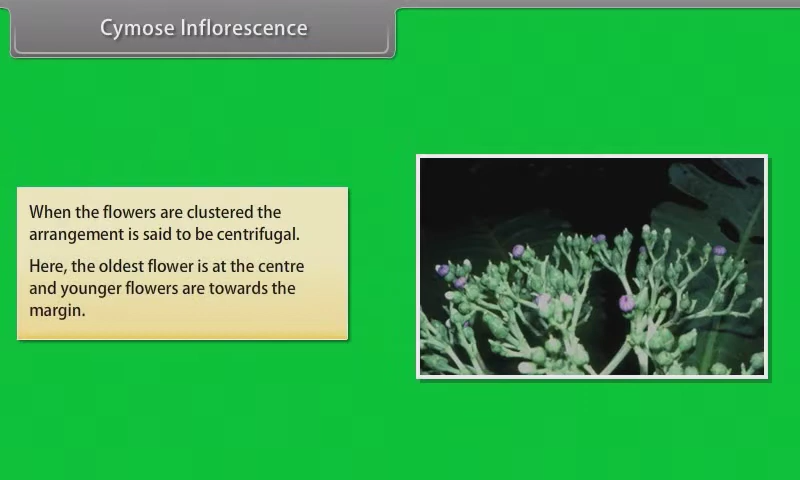 Cymose Inflorescence
When the flowers are clustered the
arrangement is said to be centrifugal.
Here, the oldest flower is at the centre
and younger flowers are towards the
margin.